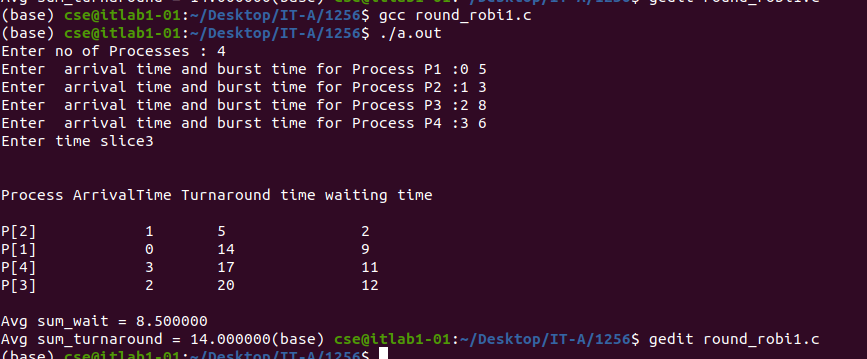 Avg sum_turnaround = 14.000000(base) cse@itlab1-01:~/Desktop/IT-A/1256$ gedit round_robi1.c
(base) cse@itlab1-01:~/Desktop/IT-A/1256$ gcc round_robi1.c
(base) cse@itlab1-01:~/Desktop/IT-A/1256$ ./a.out
Enter no of Processes : 4
Enter  arrival time and burst time for Process P1 :0 5
Enter  arrival time and burst time for Process P2 :1 3
Enter  arrival time and burst time for Process P3 :2 8
Enter  arrival time and burst time for Process P4 :3 6
Enter time slice3
Process ArrivalTime Turnaround time waiting time
P[2] 1 5 2
P[1] 0 14 9
P[4] 3 17 11
P[3] 2 20 12
Avg sum_wait = 8.500000
Avg sum_turnaround = 14.000000(base) cse@itlab1-01:~/Desktop/IT-A/1256$ gedit round_robi1.c
(base) cse@itlab1-01:~/Desktop/IT-A/1256$